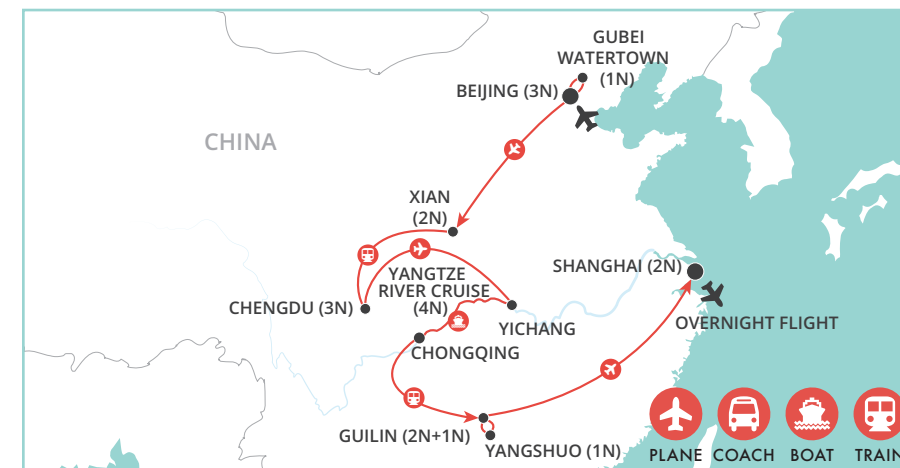 GUBEI
WATERTOWN
(1N)
BEIJING (3N)
CHINA
XIAN
(2N)
SHANGHAI (2N)
YANGTZE
RIVER CRUISE
(4N)
CHENGDU (3N)
YICHANG
OVERNIGHT FLIGHT
CHONGQING
GUILIN (2N+1N)
YANGSHUO (1N)
PLANE
COACH
BOAT
TRAIN